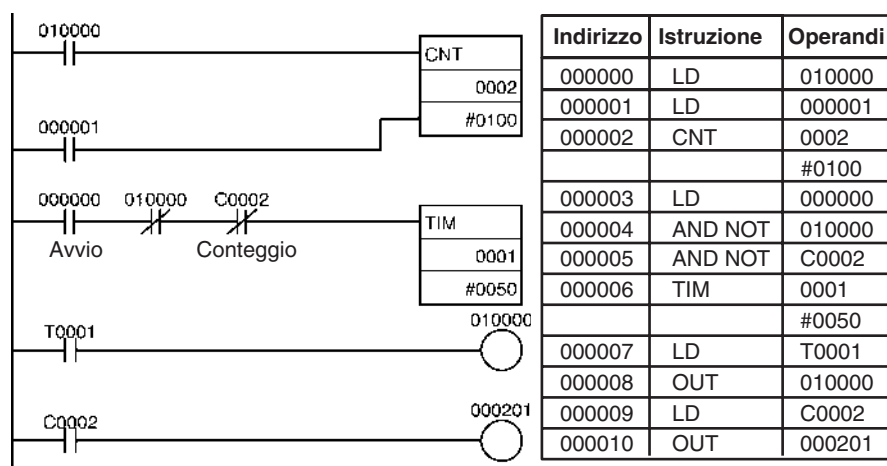 010000
CNT
0002
#0100
000001
000000 010000 C0002
Avvio Conteggio
TIM
0001
#0050
T0001
010000
C0002
000201
Indirizzo Istruzione Operandi
000000 LD 010000
000001 LD 000001
000002 CNT 0002
#0100
000003 LD 000000
000004 AND NOT 010000
000005 AND NOT C0002
000006 TIM 0001
#0050
000007 LD T0001
000008 OUT 010000
000009 LD C0002
000010 OUT 000201